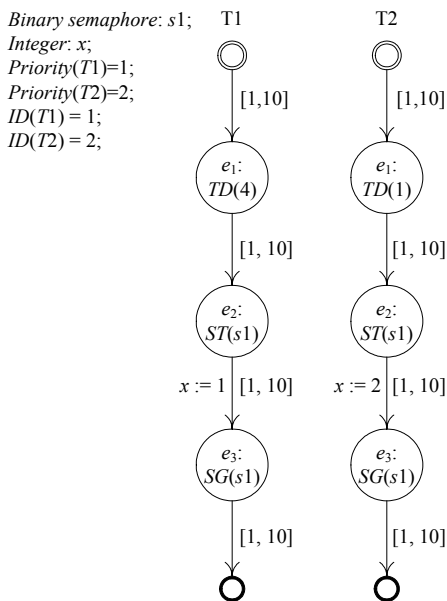 Binary semaphore: s1;
Integer: x;
Priority(T1)=1;
Priority(T2)=2;
ID(T1) = 1;
ID(T2) = 2;
T1
[1,10]
e1:
TD(4)
[1, 10]
e2:
ST(s1)
x := 1 [1, 10]
e3:
SG(s1)
[1, 10]
T2
[1,10]
e1:
TD(1)
[1, 10]
e2:
ST(s1)
x := 2 [1, 10]
e3:
SG(s1)
[1, 10]